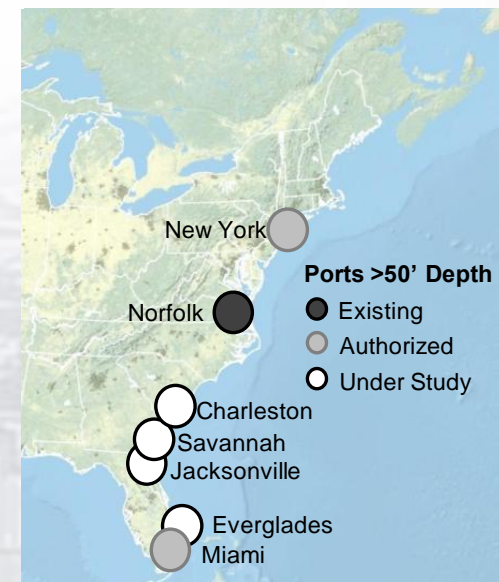 New York
Ports >50' Depth
Norfolk
Existing
Authorized
Under Study
Charleston
Savannah
Jacksonville
Everglades
Miami